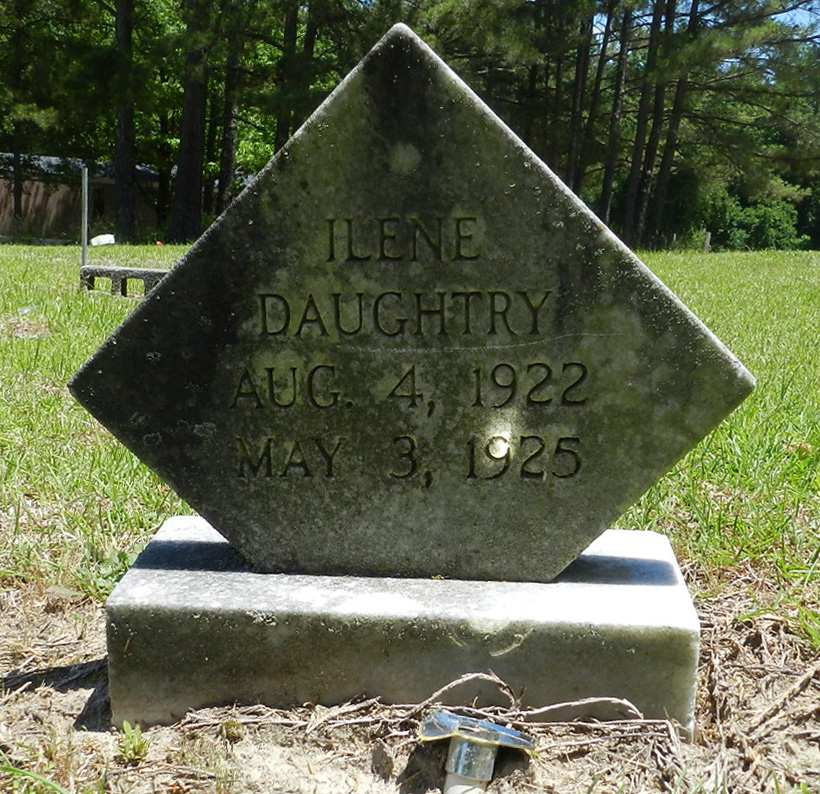 ILENE
DAUGHTRY
AUG. 4, 1922
MAY 3, 1925